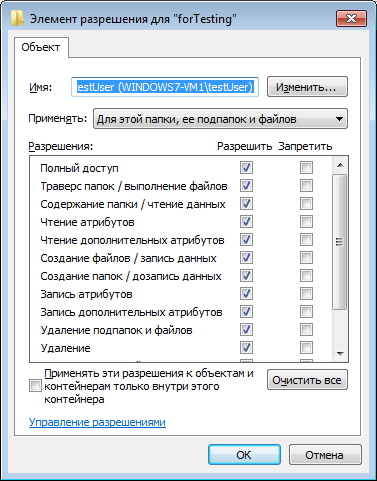 Элемент разрешения для "forTesting"
Объект
Имя: estUser (WINDOWS7-VM1\testUser) Изменить...
Применять: Для этой папки, ее подпапок и файлов
Разрешения: Разрешить Запретить
Полный доступ
Траверс папок / выполнение файлов
Содержание папки / чтение данных
Чтение атрибутов
Чтение дополнительных атрибутов
Создание файлов / запись данных
Создание папок / дозапись данных
Запись атрибутов
Запись дополнительных атрибутов
Удаление подпапок и файлов
Удаление
Применять эти разрешения к объектам и
контейнерам только внутри этого
контейнера
Очистить все
Управление разрешениями
ОК Отмена